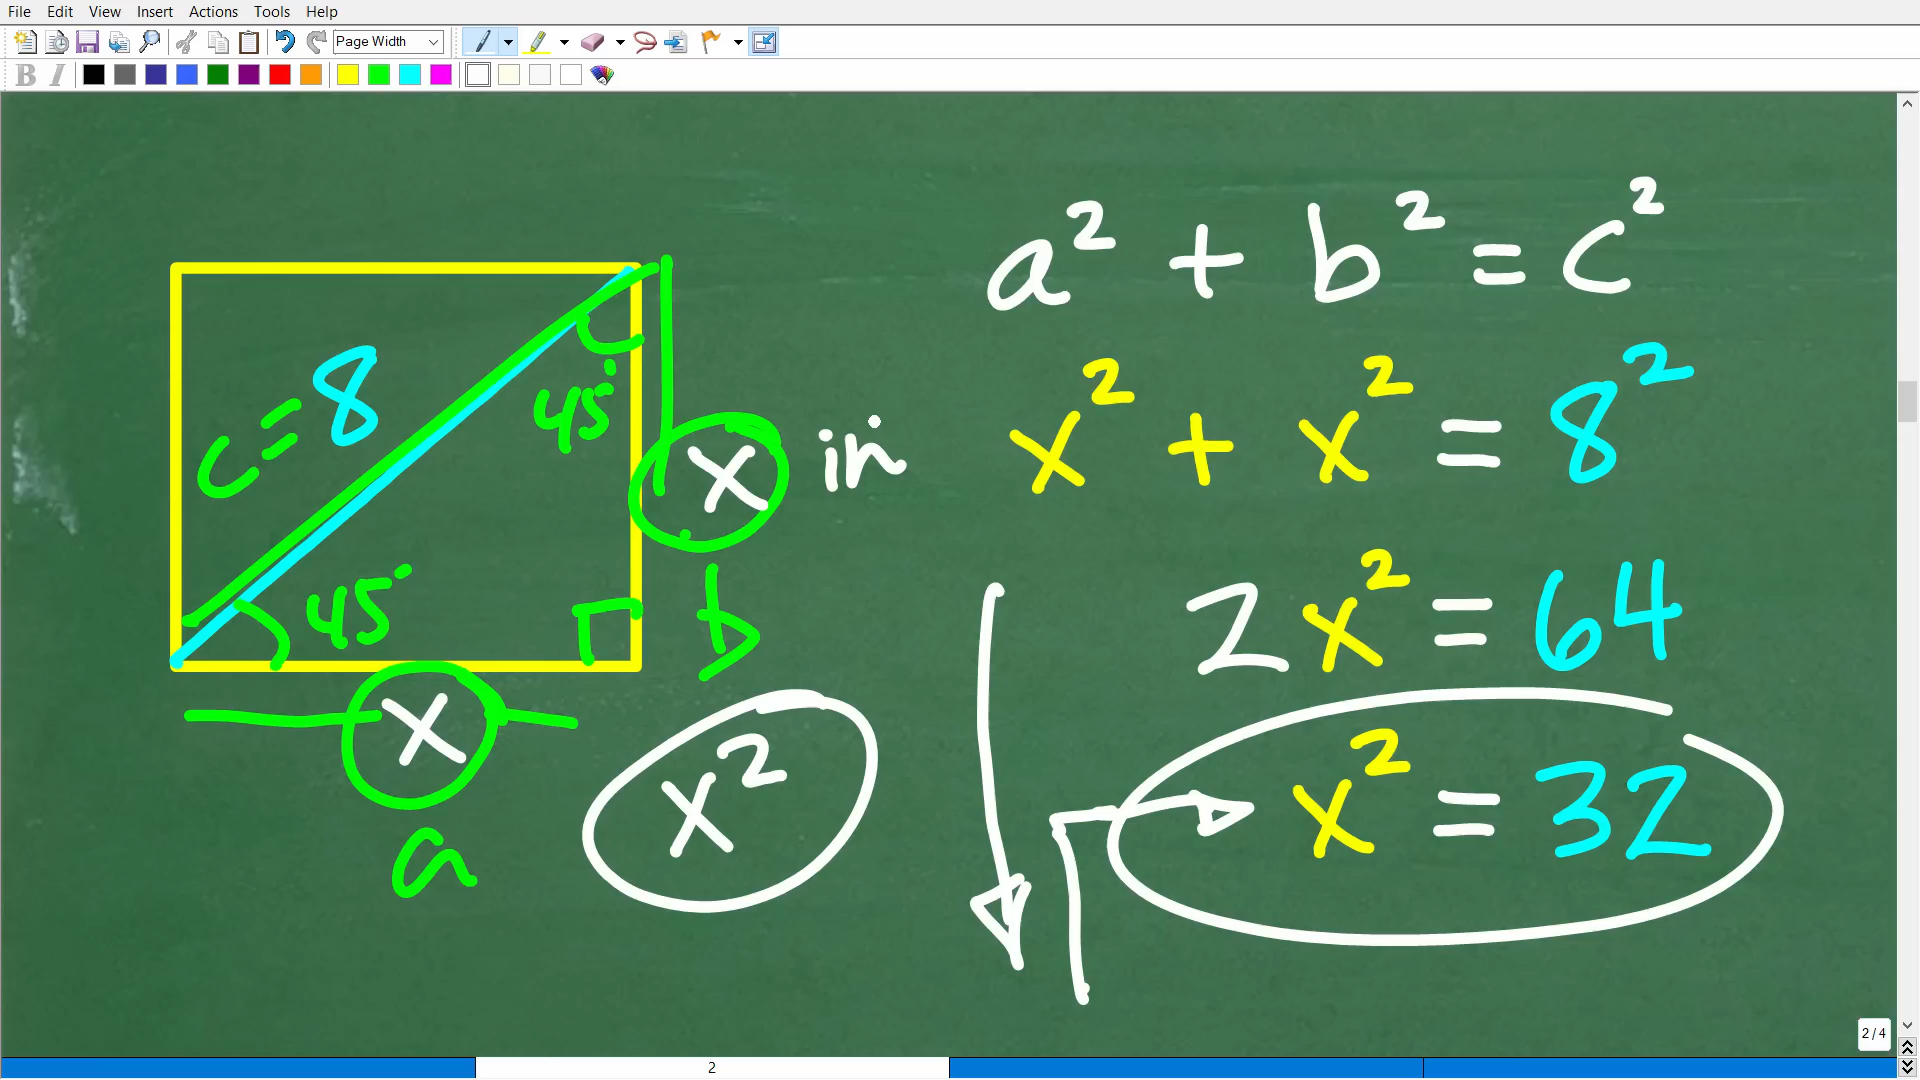 File Edit View Insert Actions Tools Help
Page Width
B I
a² + b² = c²
c = 8
45°
x in
x² + x² = 8²
45°
b
2x² = 64
x
x²
x² = 32
a
2 / 4
2